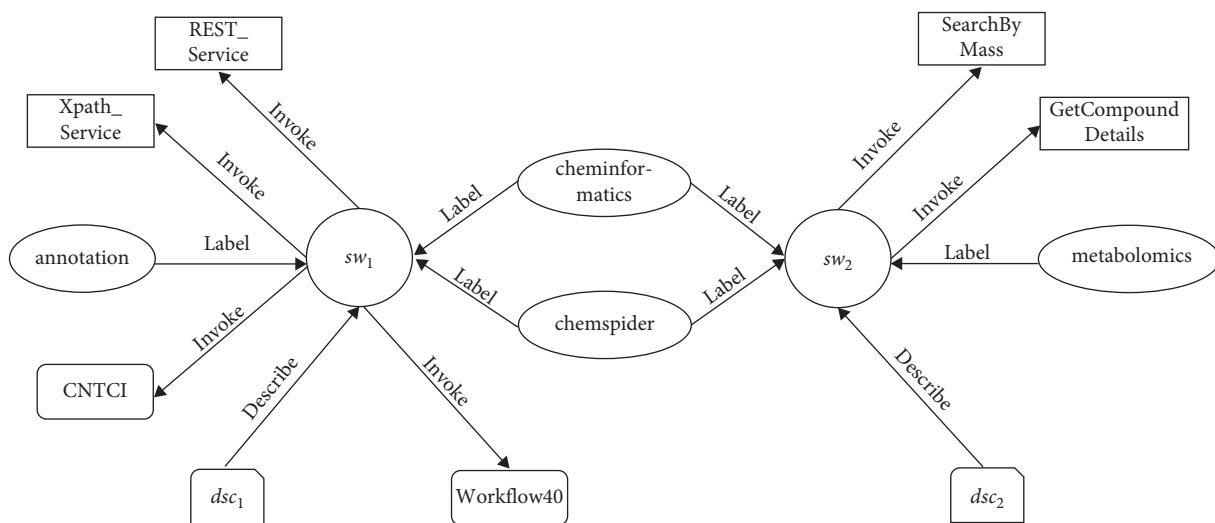 REST_
Service
SearchBy
Mass
Xpath_
Service
GetCompound
Details
Invoke
Invoke
Invoke
Invoke
cheminfor-
matics
Label
Label
annotation
Label
sw1
sw2
Label
metabolomics
Label
Label
chemspider
Invoke
Describe
Invoke
Describe
CNTCI
dsc1
Workflow40
dsc2